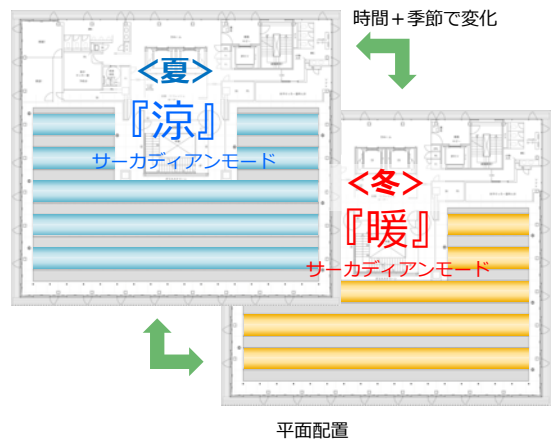 時間＋季節で変化
<夏>
『涼』
サーカディアンモード
<冬>
『暖』
サーカディアンモード
平面配置